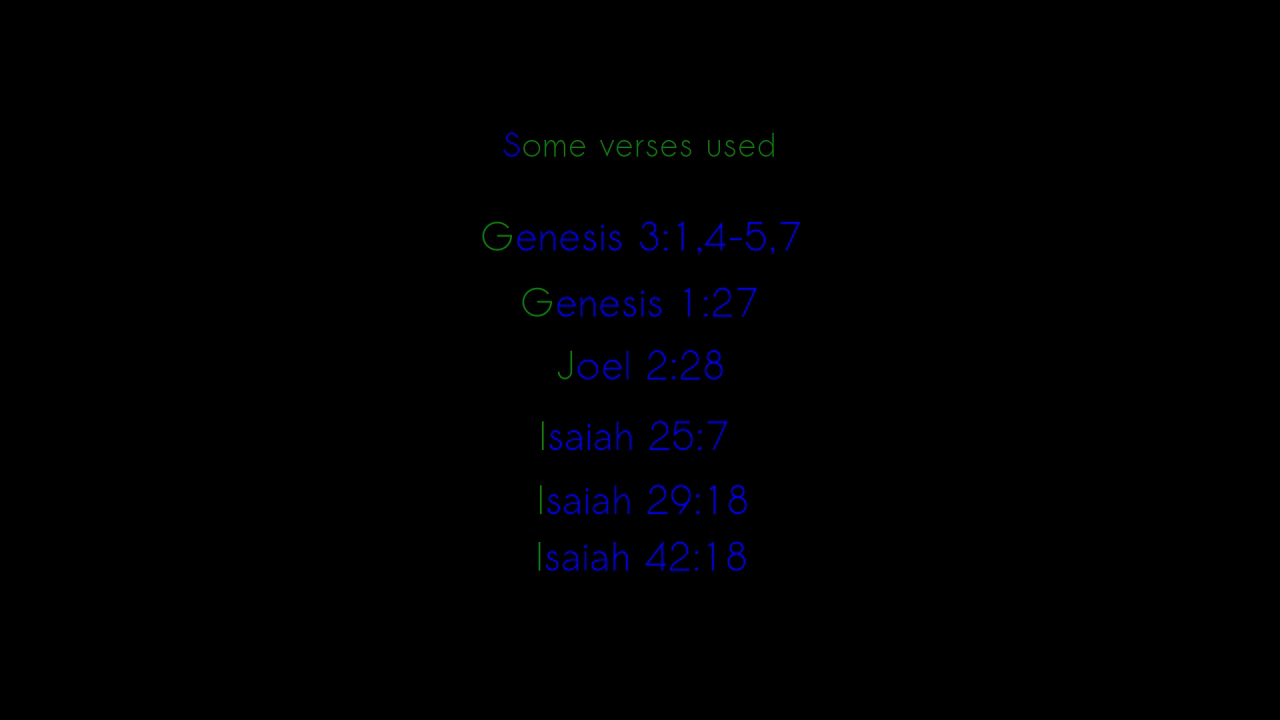 Some verses used
Genesis 3:1,4-5,7
Genesis 1:27
Joel 2:28
Isaiah 25:7
Isaiah 29:18
Isaiah 42:18